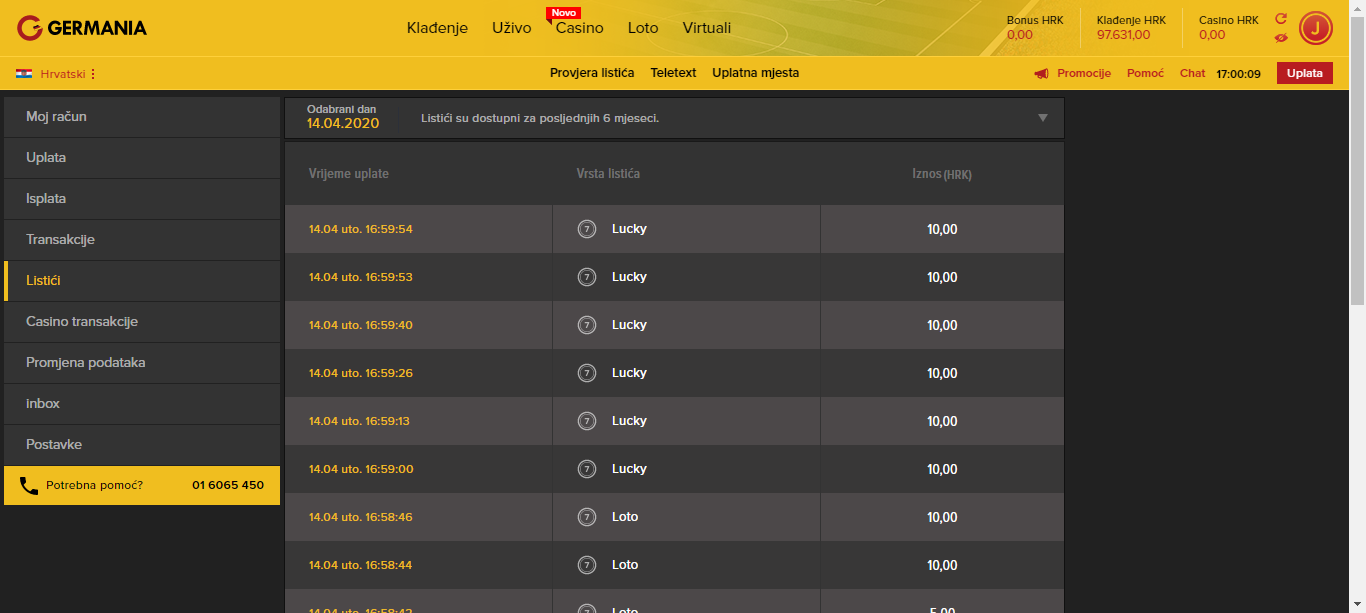 GERMANIA
Klađenje Uživo Novo Casino Loto Virtuali
Bonus HRK Klađenje HRK Casino HRK
0,00 97.631,00 0,00 J
Hrvatski Provjera listića Teletext Uplatna mjesta Promocije Pomoć Chat 17:00:09 Uplata
Moj račun
Uplata
Isplata
Transakcije
Listići
Casino transakcije
Promjena podataka
inbox
Postavke
Potrebna pomoć? 01 6065 450
Odabrani dan
14.04.2020 Listići su dostupni za posljednjih 6 mjeseci.
Vrijeme uplate Vrsta listića Iznos (HRK)
14.04 uto. 16:59:54 7 Lucky 10,00
14.04 uto. 16:59:53 7 Lucky 10,00
14.04 uto. 16:59:40 7 Lucky 10,00
14.04 uto. 16:59:26 7 Lucky 10,00
14.04 uto. 16:59:13 7 Lucky 10,00
14.04 uto. 16:59:00 7 Lucky 10,00
14.04 uto. 16:58:46 7 Loto 10,00
14.04 uto. 16:58:44 7 Loto 10,00
14.04 uto. 7 Loto 5,00